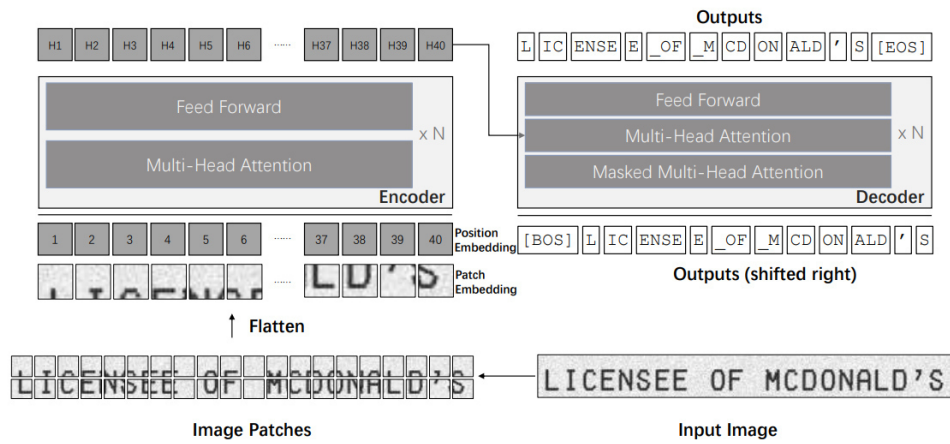 H1 H2 H3 H4 H5 H6 ...... H37 H38 H39 H40
Feed Forward
Multi-Head Attention
x N
Encoder
1 2 3 4 5 6 ...... 37 38 39 40
Position Embedding
LICENSE ...... LD'S
Patch Embedding
Flatten
LICENSEE OF MCDONALD'S
Image Patches
Outputs
L IC ENSE E _OF _M CD ON ALD ' S [EOS]
Feed Forward
Multi-Head Attention
Masked Multi-Head Attention
x N
Decoder
[BOS] L IC ENSE E _OF _M CD ON ALD ' S
Outputs (shifted right)
LICENSEE OF MCDONALD'S
Input Image